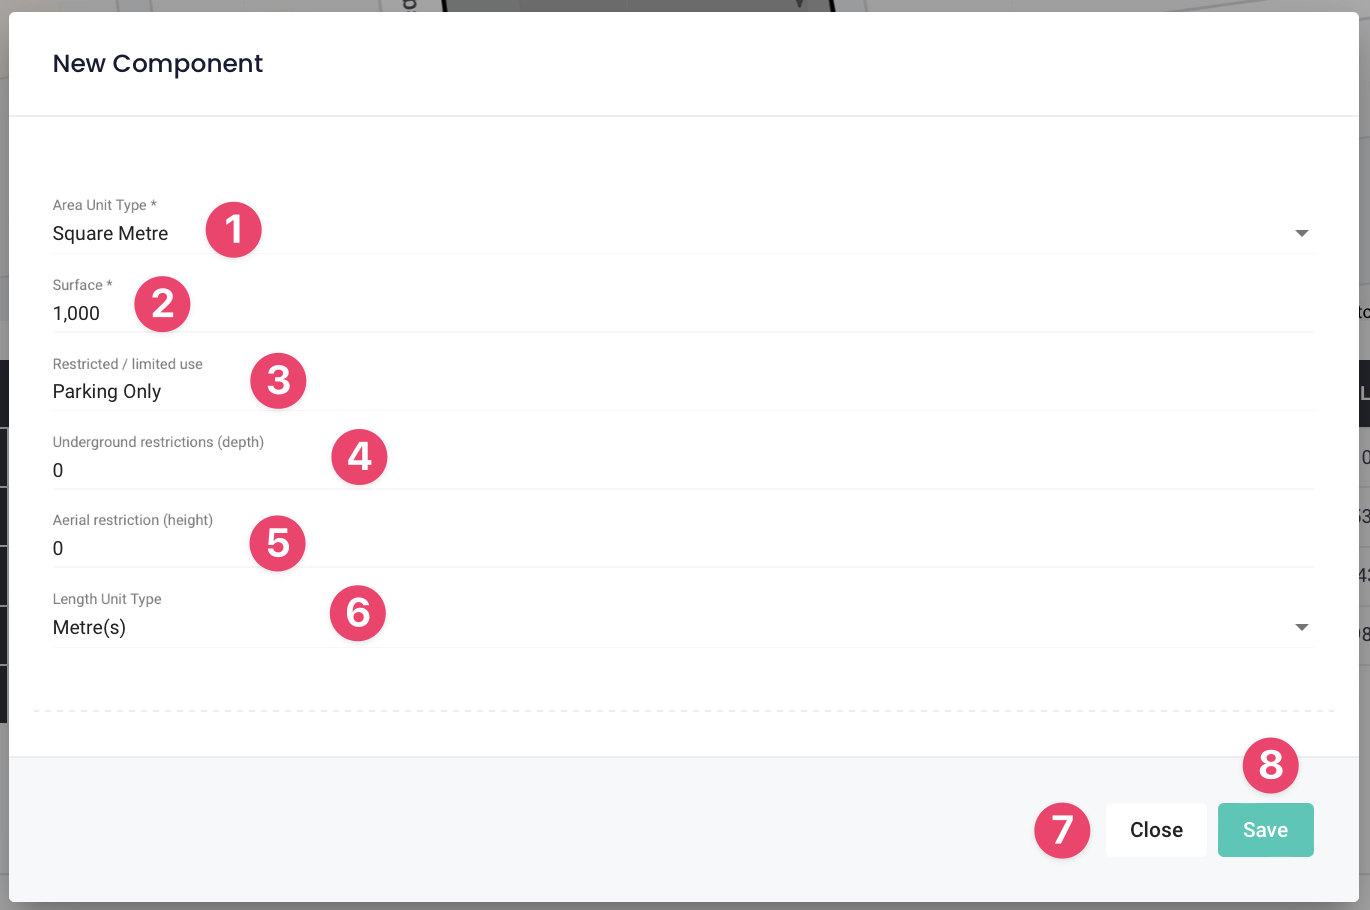 New Component
Area Unit Type *
Square Metre
1
Surface *
1,000
2
Restricted / limited use
Parking Only
3
Underground restrictions (depth)
0
4
Aerial restriction (height)
0
5
Length Unit Type
Metre(s)
6
8
7
Close
Save